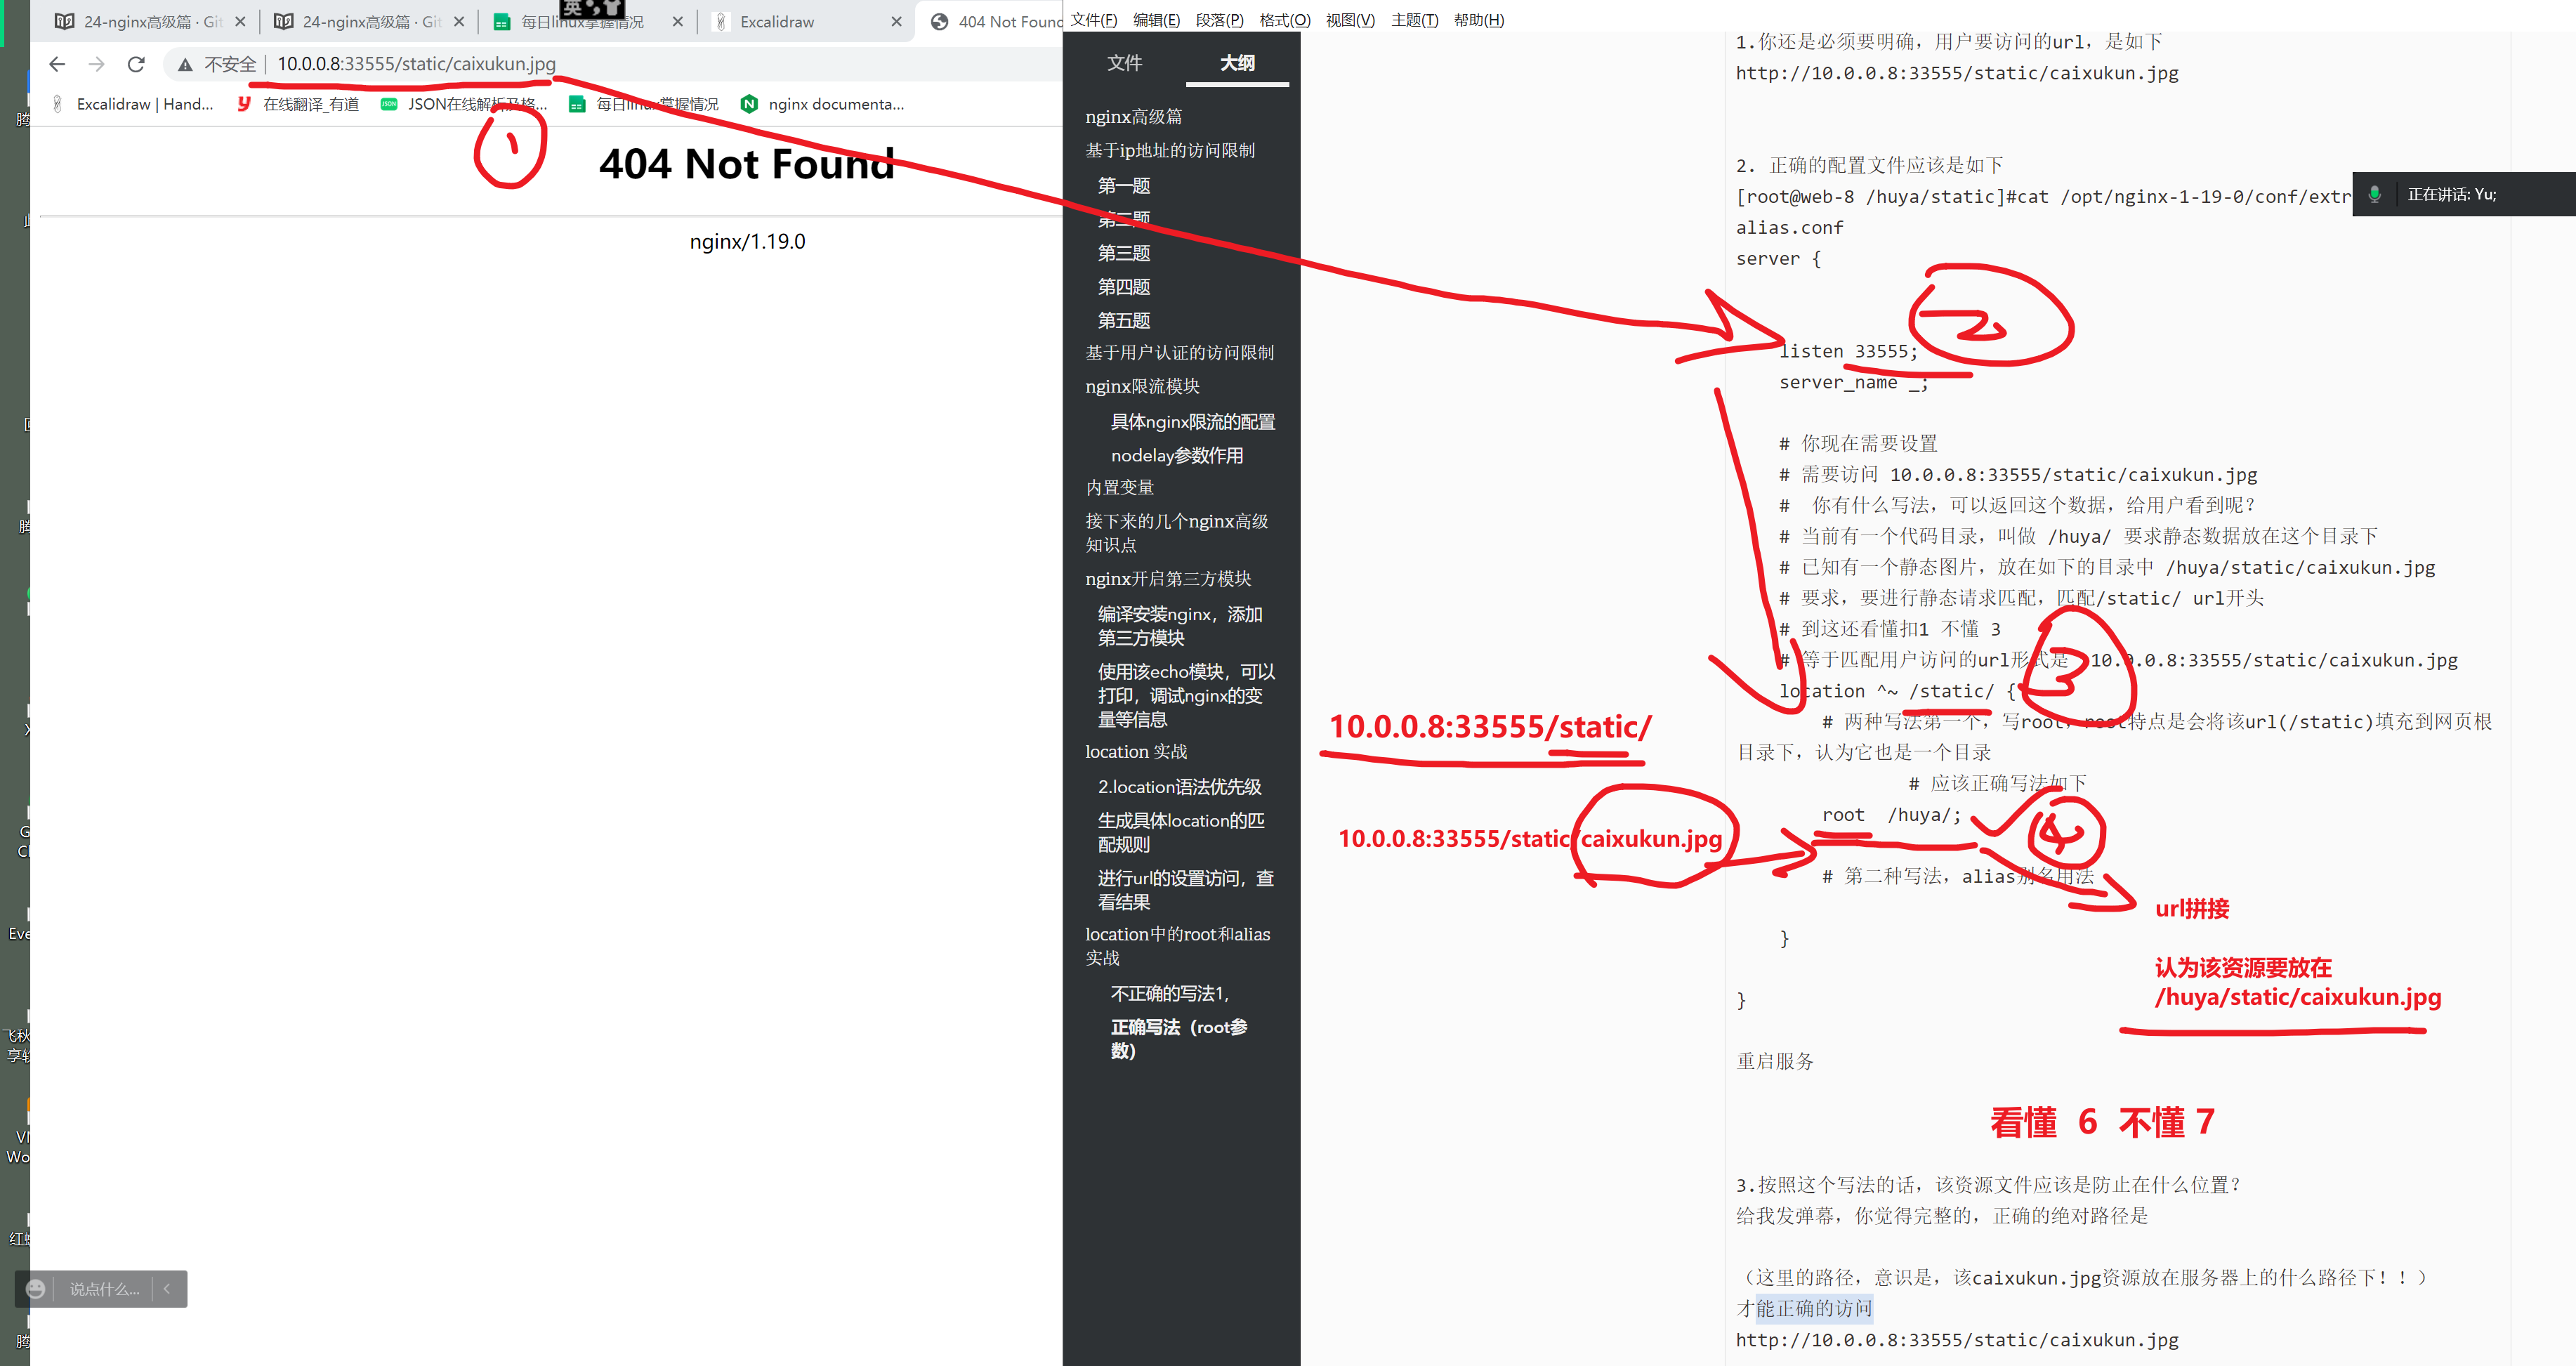 24-nginx高级篇 · Git
24-nginx高级篇 · Git
每日linux掌握情况
Excalidraw
404 Not Found
英
不安全 | 10.0.0.8:33555/static/caixukun.jpg
Excalidraw | Hand...
在线翻译_有道
JSON在线解析及格...
每日linux掌握情况
nginx documenta...
1
404 Not Found
nginx/1.19.0
说点什么...
文件(F) 编辑(E) 段落(P) 格式(O) 视图(V) 主题(T) 帮助(H)
文件 大纲
nginx高级篇
基于ip地址的访问限制
第一题
第二题
第三题
第四题
第五题
基于用户认证的访问限制
nginx限流模块
具体nginx限流的配置
nodelay参数作用
内置变量
接下来的几个nginx高级
知识点
nginx开启第三方模块
编译安装nginx，添加
第三方模块
使用该echo模块，可以
打印，调试nginx的变
量等信息
location 实战
2.location语法优先级
生成具体location的匹
配规则
进行url的设置访问，查
看结果
location中的root和alias
实战
不正确的写法1,
正确写法（root参
数）
1.你还是必须要明确，用户要访问的url，是如下
http://10.0.0.8:33555/static/caixukun.jpg
2. 正确的配置文件应该是如下
[root@web-8 /huya/static]#cat /opt/nginx-1-19-0/conf/extr
正在讲话: Yu;
alias.conf
server {
2
listen 33555;
server_name _;
# 你现在需要设置
# 需要访问 10.0.0.8:33555/static/caixukun.jpg
# 你有什么写法，可以返回这个数据，给用户看到呢？
# 当前有一个代码目录，叫做 /huya/ 要求静态数据放在这个目录下
# 已知有一个静态图片，放在如下的目录中 /huya/static/caixukun.jpg
# 要求，要进行静态请求匹配，匹配/static/ url开头
# 到这还看懂扣1 不懂 3
# 等于匹配用户访问的url形式是 10.0.0.8:33555/static/caixukun.jpg
location ^~ /static/ {
3
# 两种写法第一个，写root，root特点是会将该url(/static)填充到网页根
目录下，认为它也是一个目录
# 应该正确写法如下
root /huya/;
4
# 第二种写法，alias别名用法
}
}
10.0.0.8:33555/static/
10.0.0.8:33555/static/caixukun.jpg
url拼接
认为该资源要放在
/huya/static/caixukun.jpg
重启服务
看懂 6 不懂 7
3.按照这个写法的话，该资源文件应该是防止在什么位置？
给我发弹幕，你觉得完整的，正确的绝对路径是
（这里的路径，意识是，该caixukun.jpg资源放在服务器上的什么路径下！！）
才能正确的访问
http://10.0.0.8:33555/static/caixukun.jpg